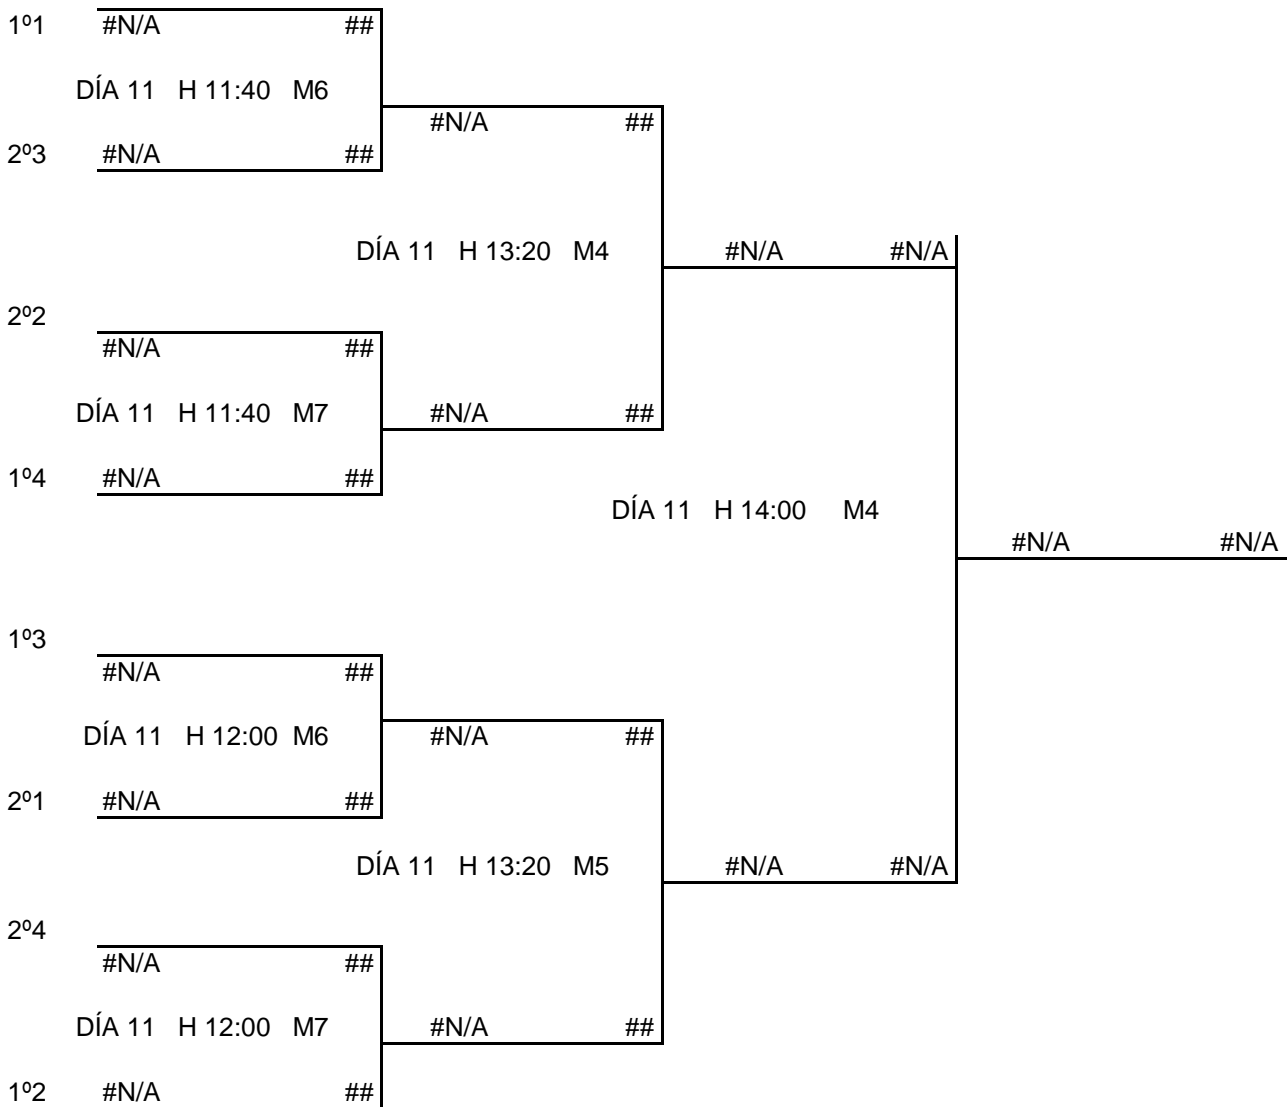 1º1 #N/A ##
DÍA 11 H 11:40 M6
#N/A ##
2º3 #N/A ##
DÍA 11 H 13:20 M4 #N/A #N/A
2º2
#N/A ##
DÍA 11 H 11:40 M7 #N/A ##
1º4 #N/A ##
DÍA 11 H 14:00 M4
#N/A #N/A
1º3
#N/A ##
DÍA 11 H 12:00 M6 #N/A ##
2º1 #N/A ##
DÍA 11 H 13:20 M5 #N/A #N/A
2º4
#N/A ##
DÍA 11 H 12:00 M7 #N/A ##
1º2 #N/A ##